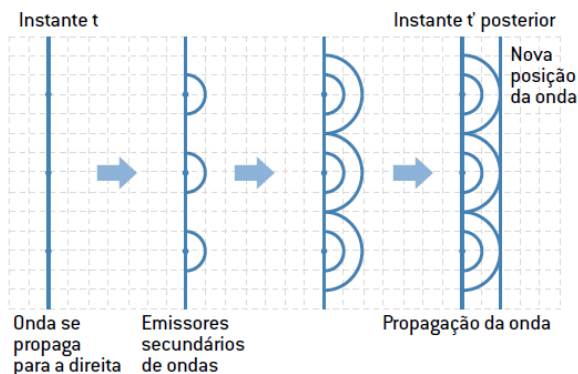 Instante t
Instante t' posterior
Nova
posição
da onda
Onda se
propaga
para a direita
Emissores
secundários
de ondas
Propagação da onda